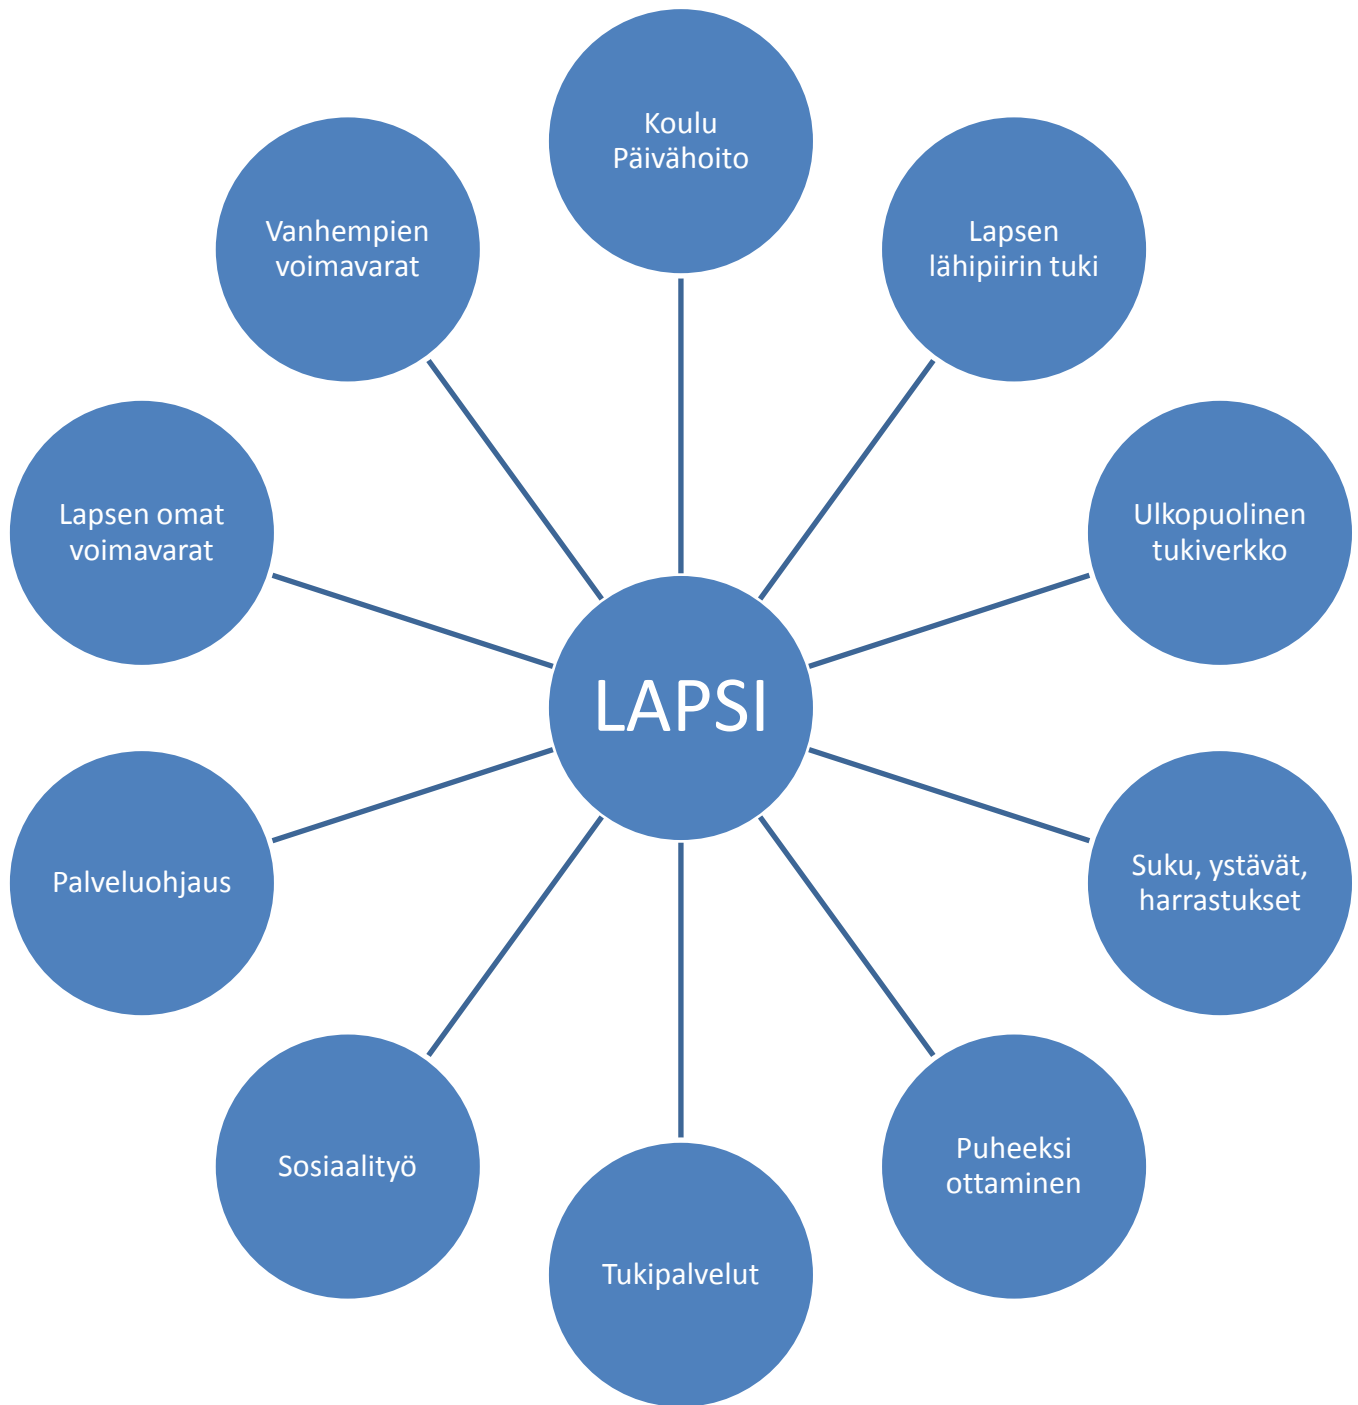 Koulu
Päivähoito
Lapsen
lähipiirin tuki
Ulkopuolinen
tukiverkko
Suku, ystävät,
harrastukset
Puheeksi
ottaminen
Tukipalvelut
Sosiaalityö
Palveluohjaus
Lapsen omat
voimavarat
Vanhempien
voimavarat
LAPSI